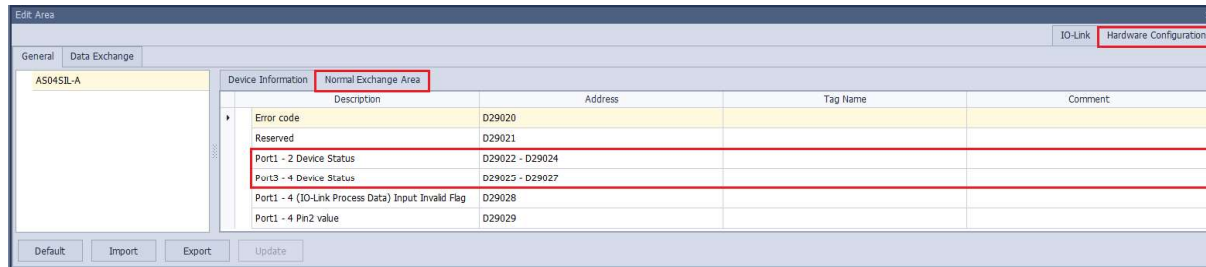 Edit Area
IO-Link Hardware Configuration
General Data Exchange
AS04SIL-A
Device Information Normal Exchange Area
Description Address Tag Name Comment
Error code D29020
Reserved D29021
Port1 - 2 Device Status D29022 - D29024
Port3 - 4 Device Status D29025 - D29027
Port1 - 4 (IO-Link Process Data) Input Invalid Flag D29028
Port1 - 4 Pin2 value D29029
Default Import Export Update